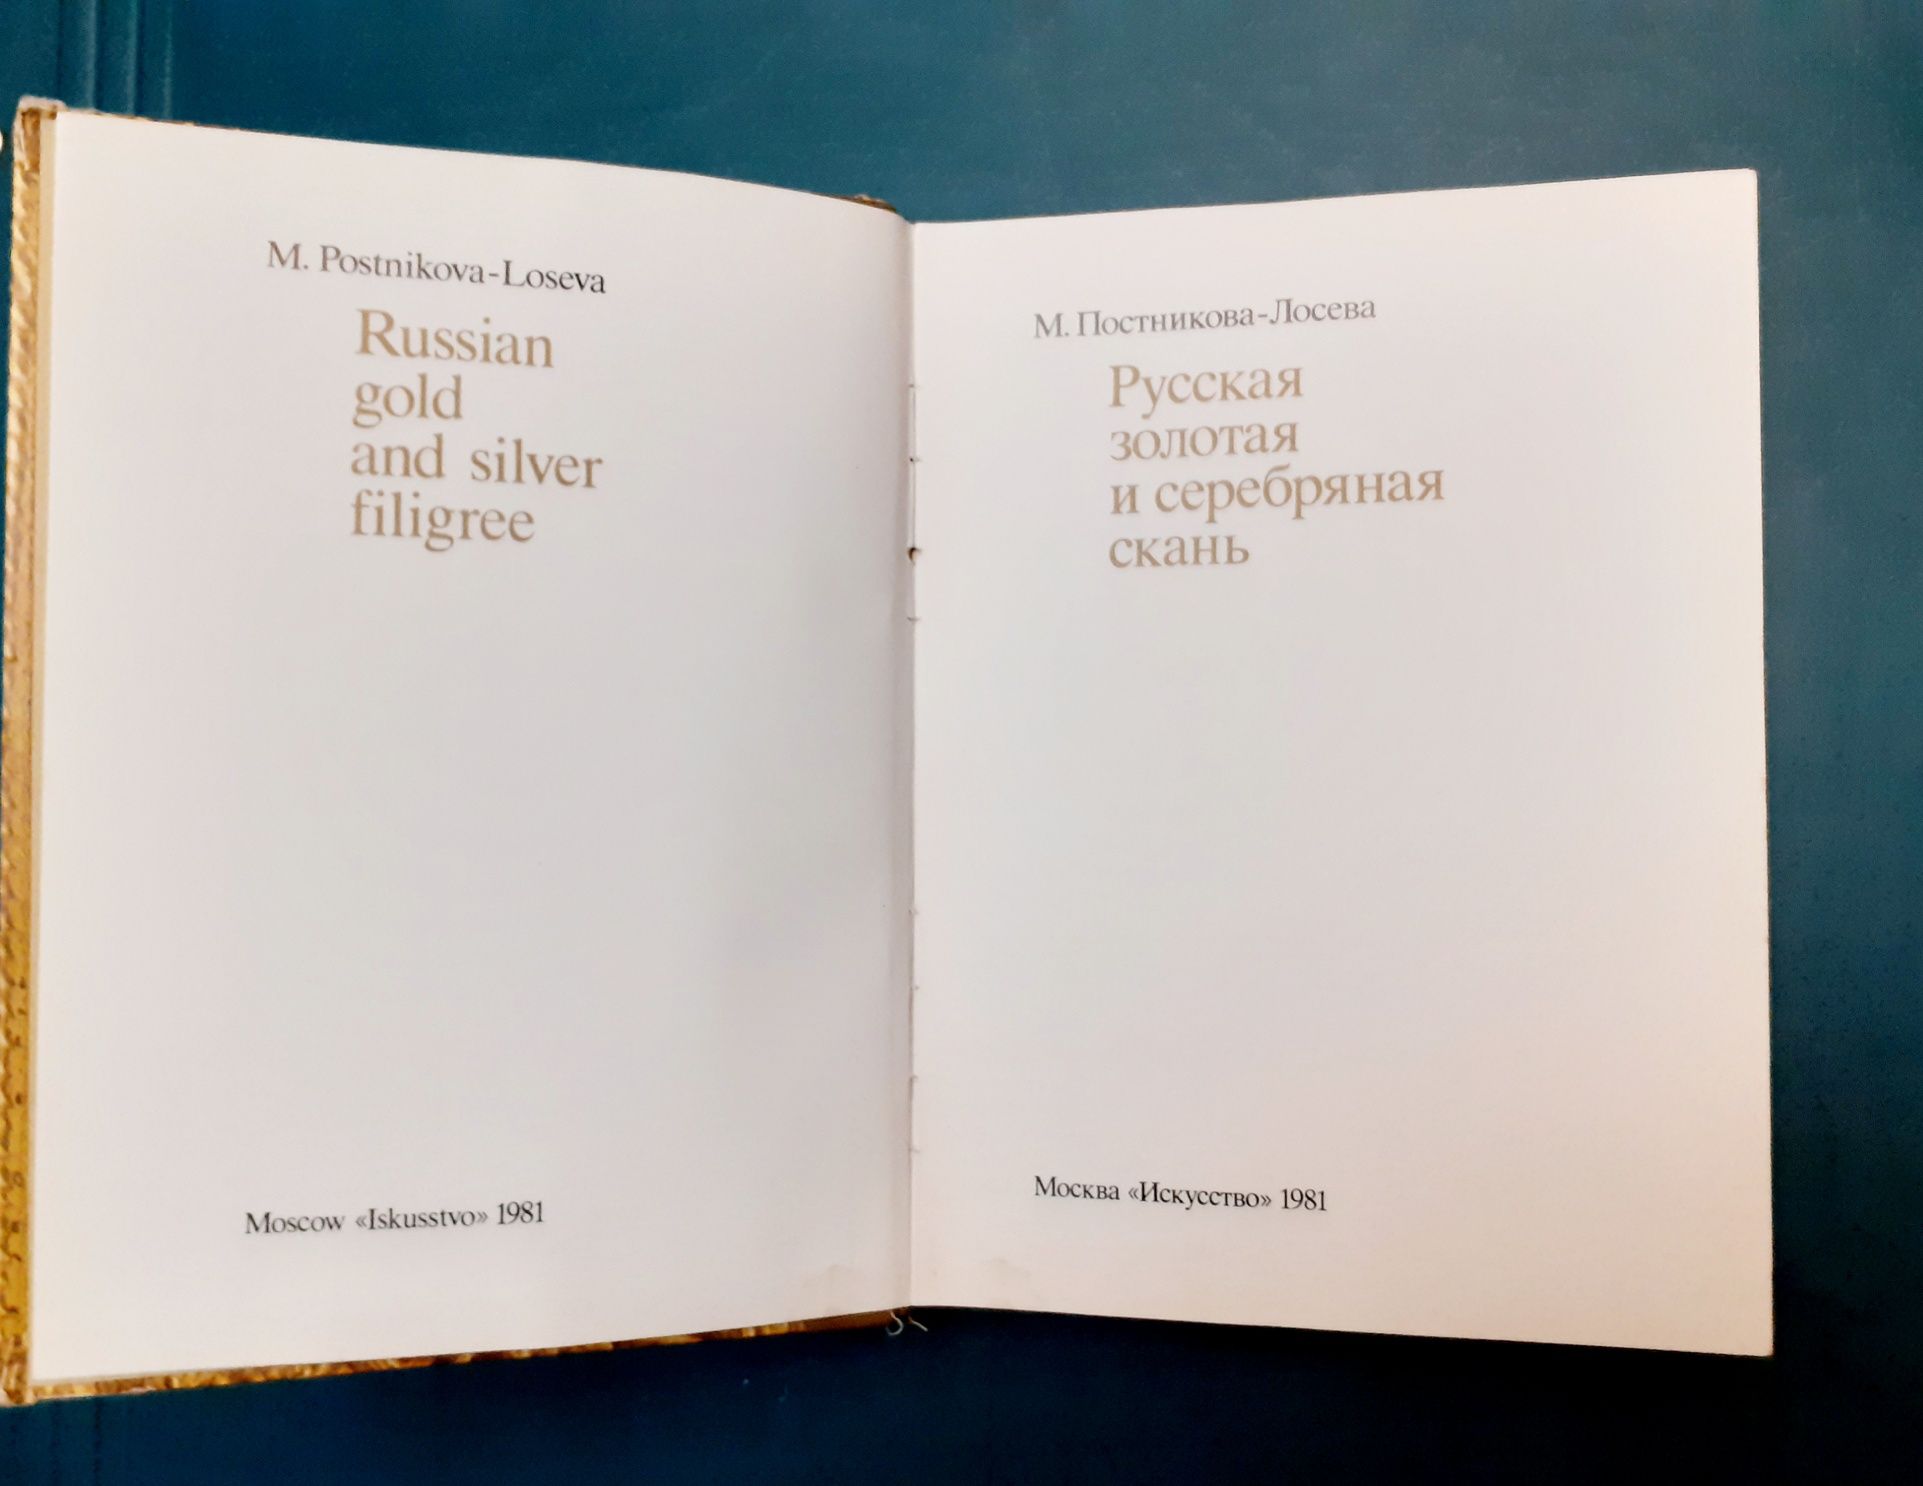 M. Postnikova-Loseva
Russian
gold
and silver
filigree
Moscow «Iskusstvo» 1981
М. Постникова-Лосева
Русская
золотая
и серебряная
скань
Москва «Искусство» 1981